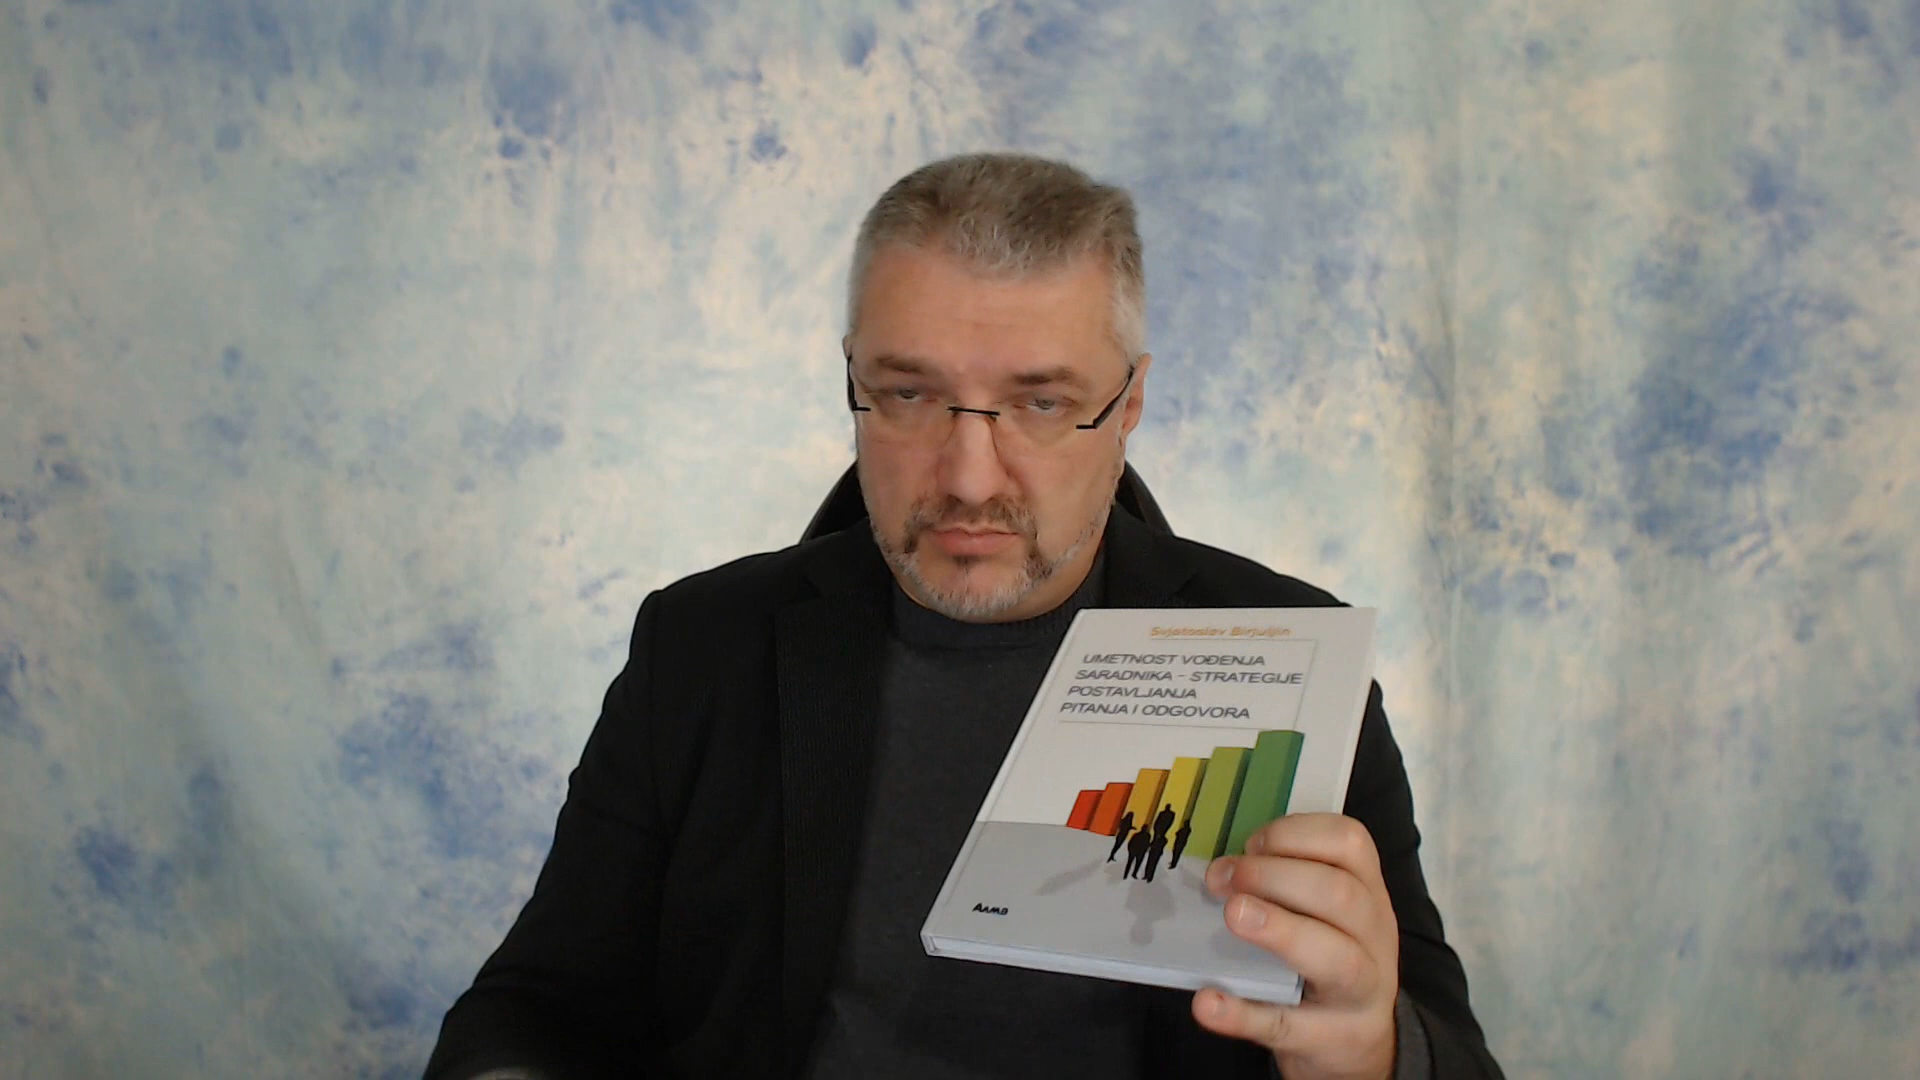 Svjatoslav Birjuljin
UMETNOST VOĐENJA
SARADNIKA - STRATEGIJE
POSTAVLJANJA
PITANJA I ODGOVORA